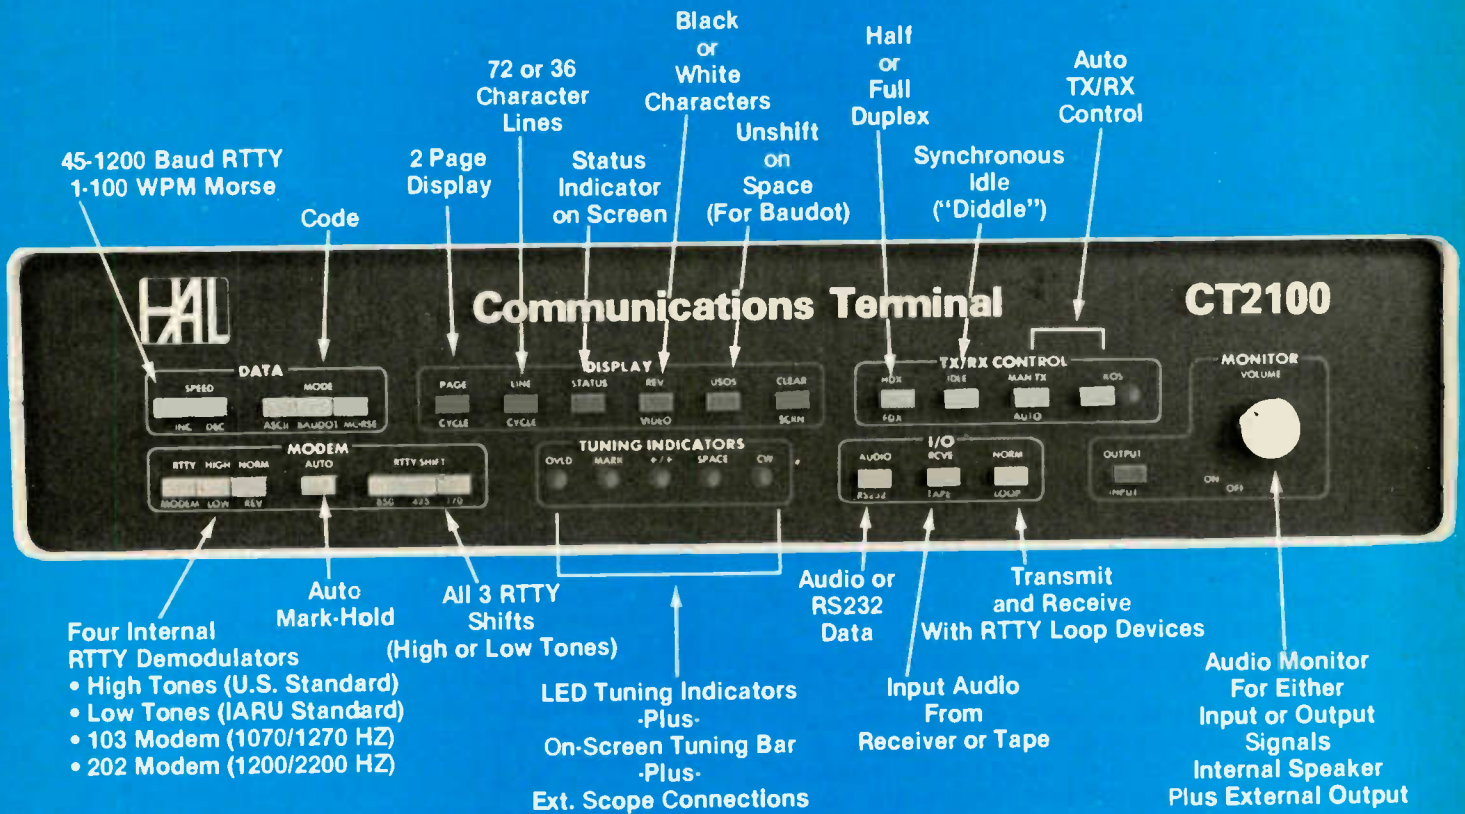 45-1200 Baud RTTY
1-100 WPM Morse
Code
2 Page
Display
72 or 36
Character
Lines
Status
Indicator
on Screen
Black
or
White
Characters
Unshift
on
Space
(For Baudot)
Half
or
Full
Duplex
Synchronous
Idle
("Diddle")
Auto
TX/RX
Control
HAL
Communications Terminal
CT2100
DATA
SPEED
MODE
INC DEC
ASCII BAUDOT MORSE
DISPLAY
PAGE
LINE
STATUS
REV
USOS
CLEAR
CYCLE
CYCLE
VIDEO
SCRN
TX/RX CONTROL
HDX
IDLE
MAN TX
KOS
FDX
AUTO
MONITOR
VOLUME
OUTPUT
INPUT
ON
OFF
MODEM
RTTY HIGH NORM
AUTO
RTTY SHIFT
MODEM LOW REV
850 425 170
TUNING INDICATORS
OVLD
MARK
+/+
SPACE
CW
I/O
AUDIO
RCVE
NORM
RS232
TAPE
LOOP
Four Internal
RTTY Demodulators
• High Tones (U.S. Standard)
• Low Tones (IARU Standard)
• 103 Modem (1070/1270 HZ)
• 202 Modem (1200/2200 HZ)
Auto
Mark-Hold
All 3 RTTY
Shifts
(High or Low Tones)
LED Tuning Indicators
-Plus-
On-Screen Tuning Bar
-Plus-
Ext. Scope Connections
Audio or
RS232
Data
Input Audio
From
Receiver or Tape
Transmit
and Receive
With RTTY Loop Devices
Audio Monitor
For Either
Input or Output
Signals
Internal Speaker
Plus External Output